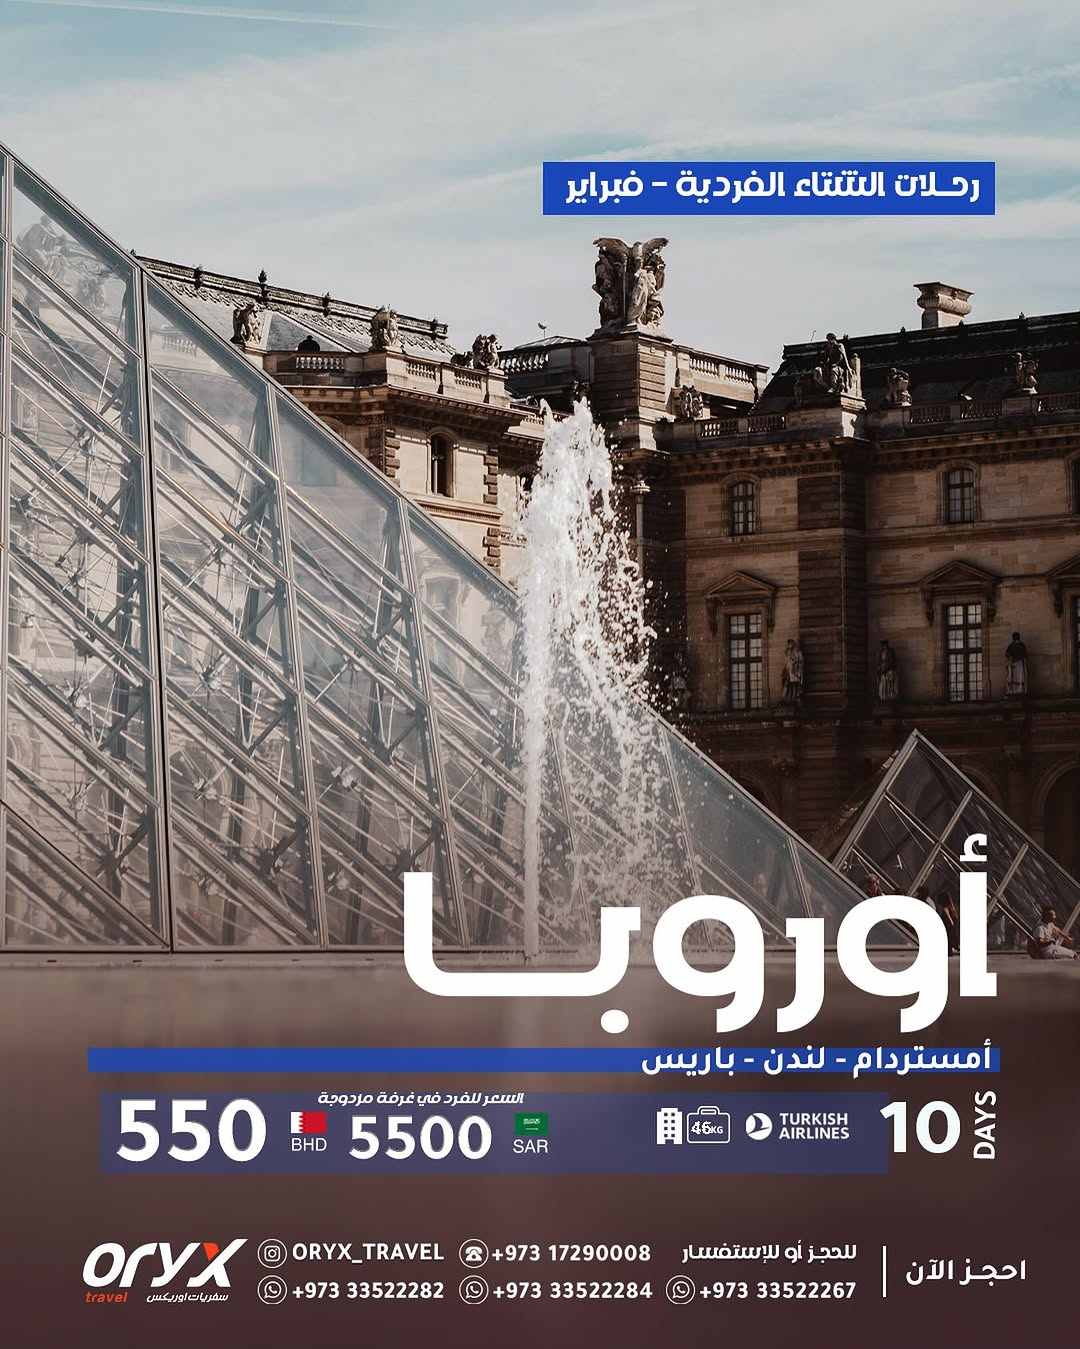 رحلات الشتاء الفردية - فبراير
أوروبا
أمستردام - لندن - باريس
10 DAYS
TURKISH AIRLINES
46KG
السعر للفرد في غرفة مزدوجة
5500 SAR
550 BHD
احجز الآن
للحجز أو للإستفسار
+973 17290008
ORYX_TRAVEL
+973 33522267
+973 33522284
+973 33522282
oryx
travel سفريات اوريكس